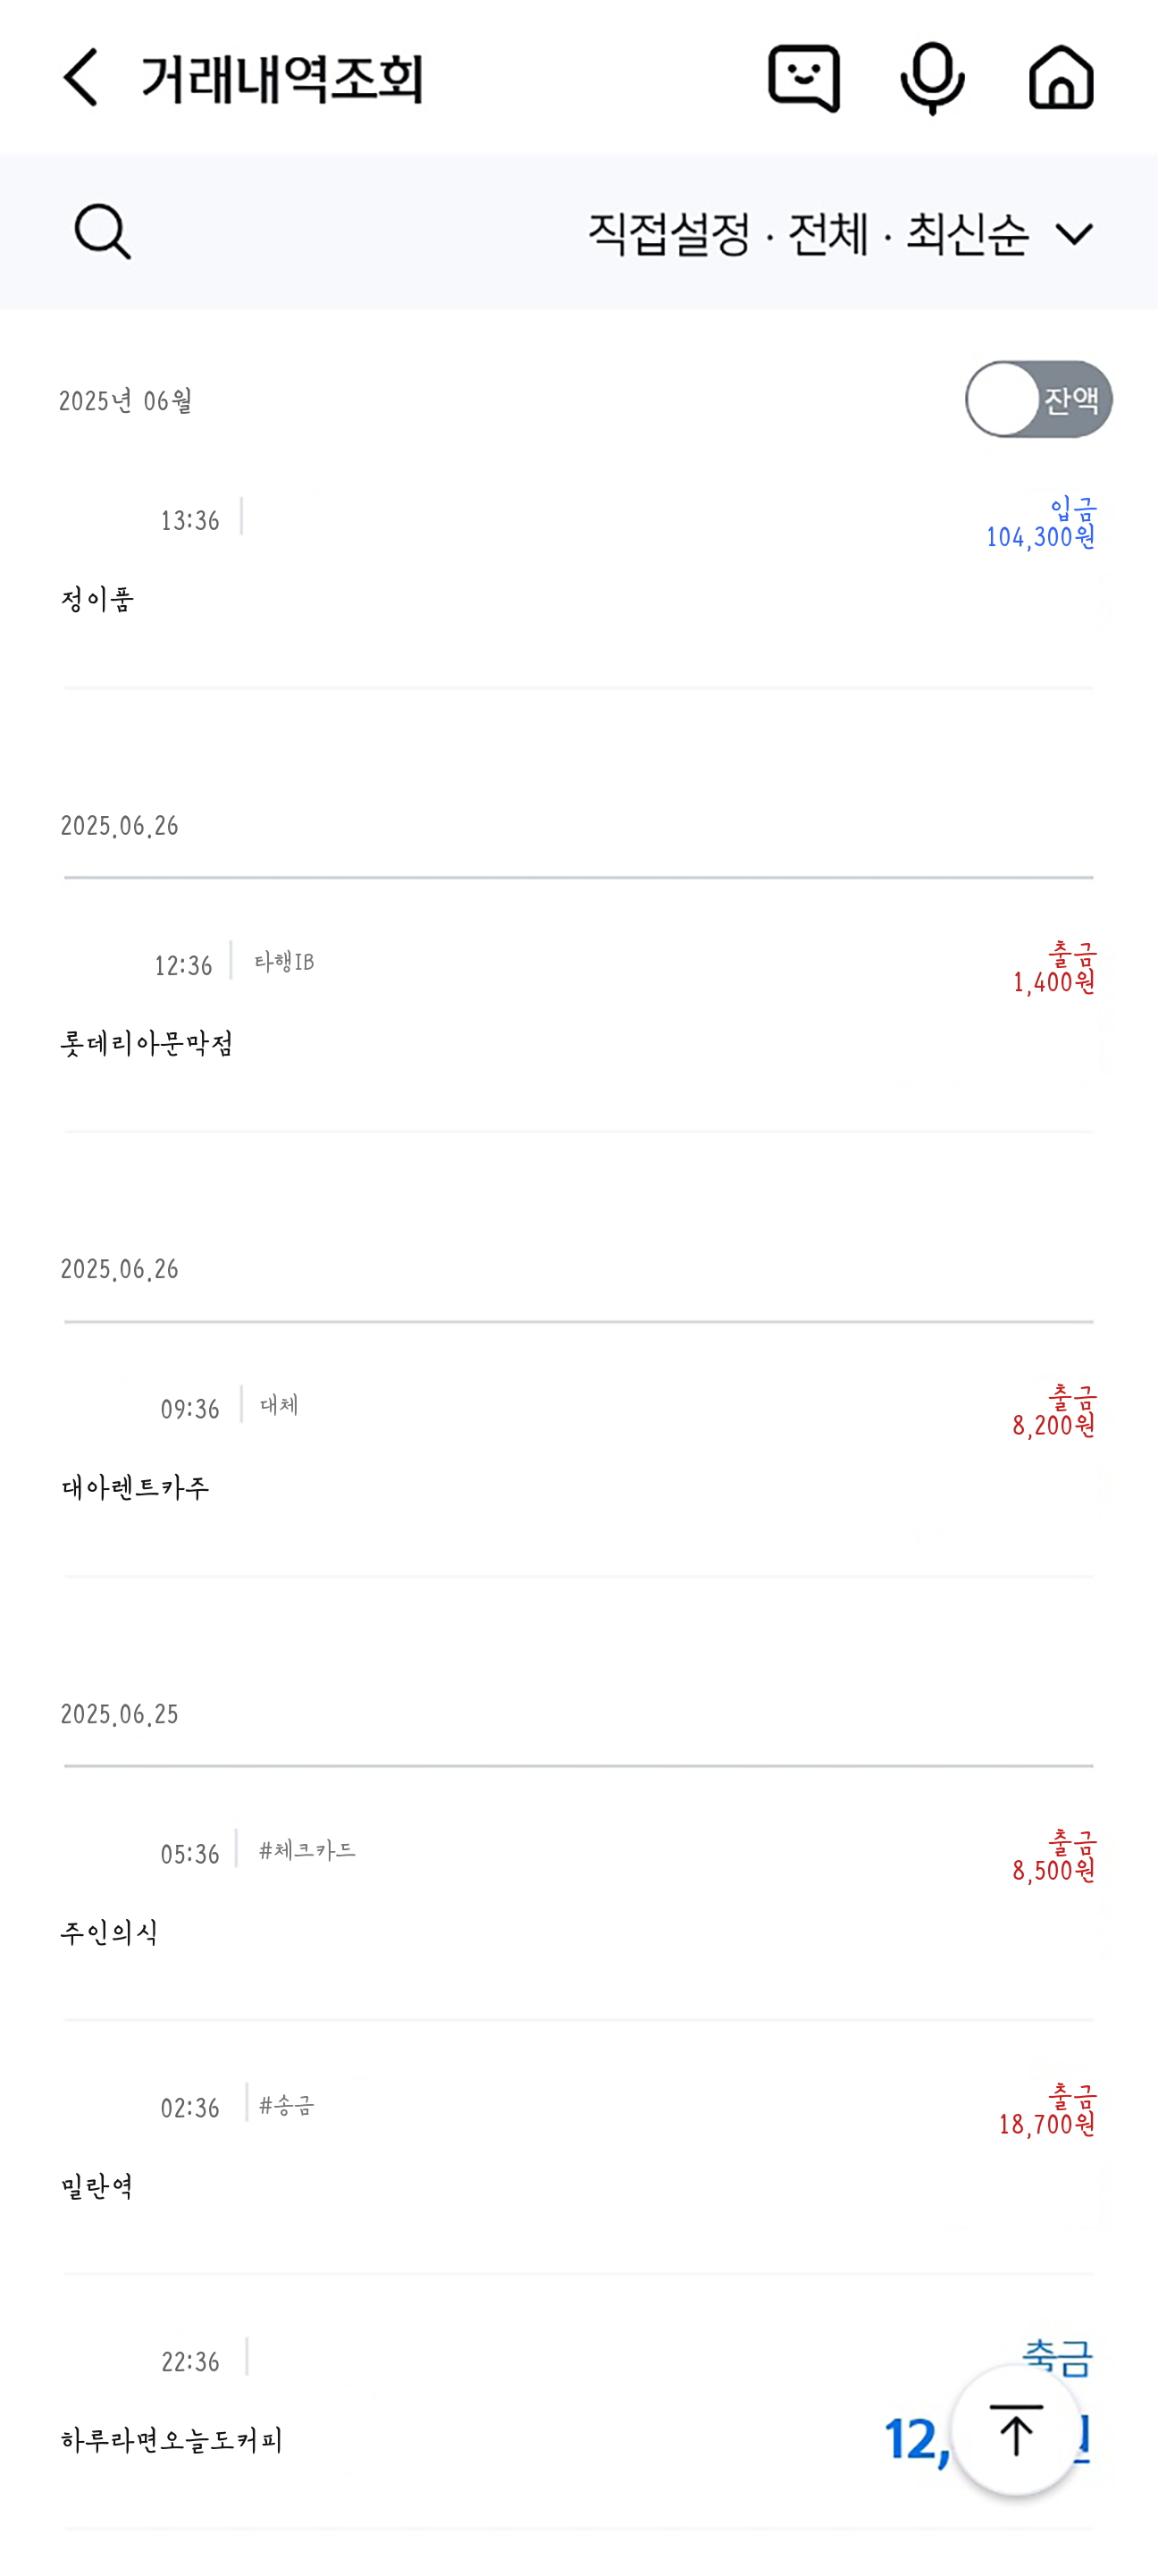 거래내역조회
직접설정 · 전체 · 최신순
2025년 06월
잔액
13:36
입금
104,300원
정이품
2025.06.26
12:36
타행IB
출금
1,400원
롯데리아문막점
2025.06.26
09:36
대체
출금
8,200원
대아렌트카주
2025.06.25
05:36
#체크카드
출금
8,500원
주인의식
02:36
#송금
출금
18,700원
밀란역
22:36
하루라면오늘도커피
12,